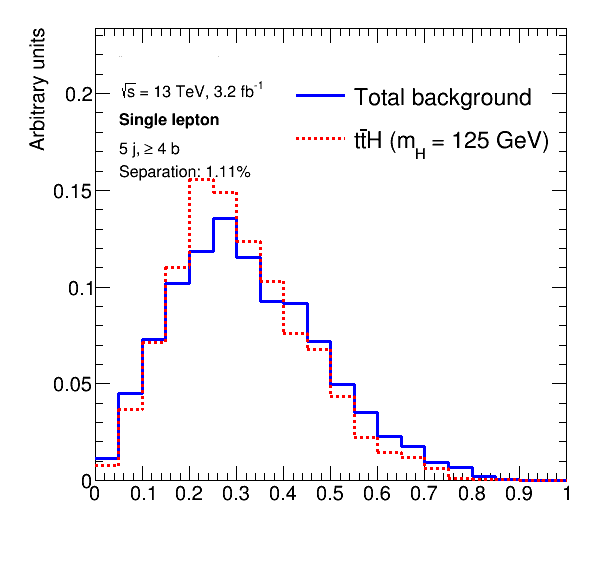 Arbitrary units
0.2
0.15
0.1
0.05
0
√s = 13 TeV, 3.2 fb⁻¹
Single lepton
5 j, ≥ 4 b
Separation: 1.11%
Total background
tt̄H (m_H = 125 GeV)
0 0.1 0.2 0.3 0.4 0.5 0.6 0.7 0.8 0.9 1